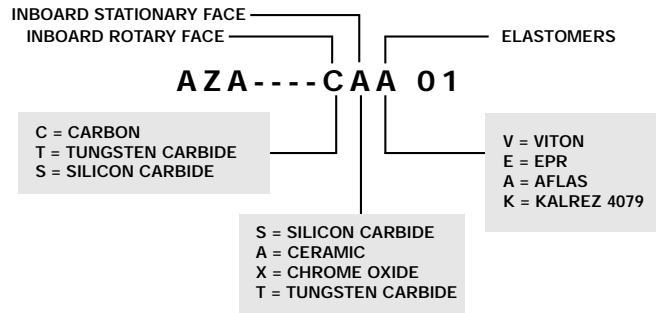 INBOARD STATIONARY FACE
INBOARD ROTARY FACE
ELASTOMERS
AZA----CAA 01
C = CARBON
T = TUNGSTEN CARBIDE
S = SILICON CARBIDE
V = VITON
E = EPR
A = AFLAS
K = KALREZ 4079
S = SILICON CARBIDE
A = CERAMIC
X = CHROME OXIDE
T = TUNGSTEN CARBIDE